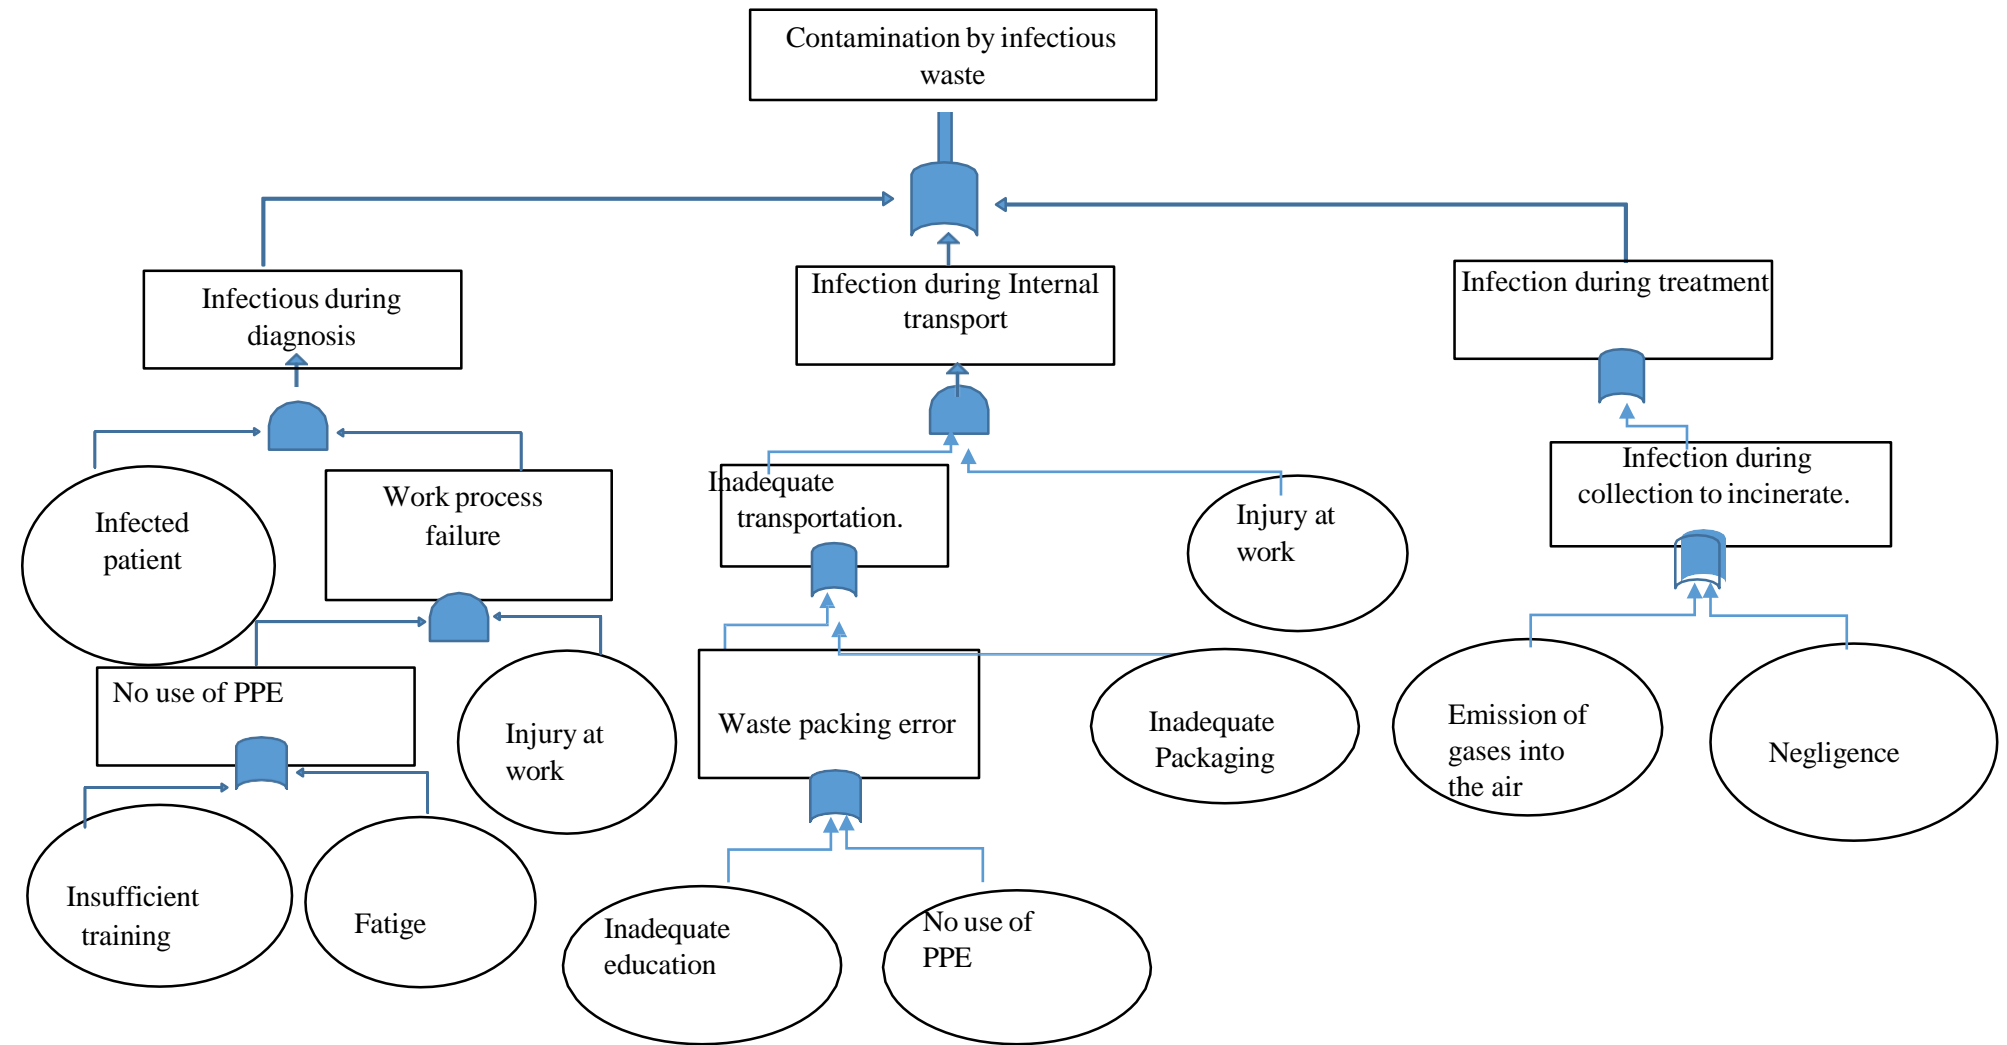 Contamination by infectious
waste
Infectious during
diagnosis
Infection during Internal
transport
Infection during treatment
Infected
patient
Work process
failure
Inadequate
transportation.
Injury at
work
Infection during
collection to incinerate.
No use of PPE
Injury at
work
Waste packing error
Inadequate
Packaging
Emission of
gases into
the air
Negligence
Insufficient
training
Fatige
Inadequate
education
No use of
PPE